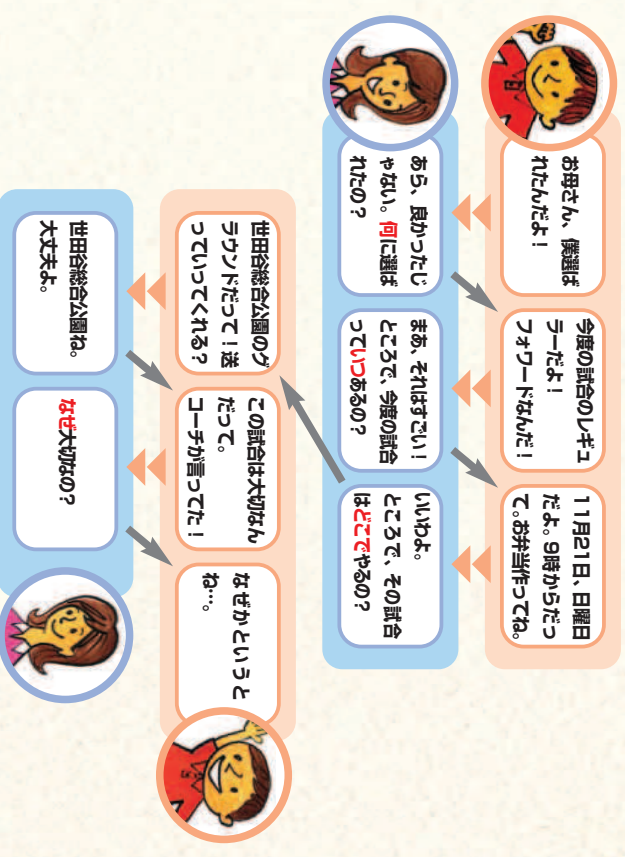 お母さん、僕選ば
れたんだよ！
あら、良かったじ
ゃない。何に選ば
れたの？
今度の試合のレギュ
ラーだよ！
フォワードなんだ！
まあ、それはすごい！
ところで、今度の試合
っていつあるの？
11月21日、日曜日
だよ。9時からだっ
て。お弁当作ってね。
いいわよ。
ところで、その試合
はどこでやるの？
世田谷総合公園のグ
ラウンドだって！送
っていってくれる？
世田谷総合公園ね。
大丈夫よ。
この試合は大切なん
だって。
コーチが言ってた！
なぜ大切なの？
なぜかというと
ね…。